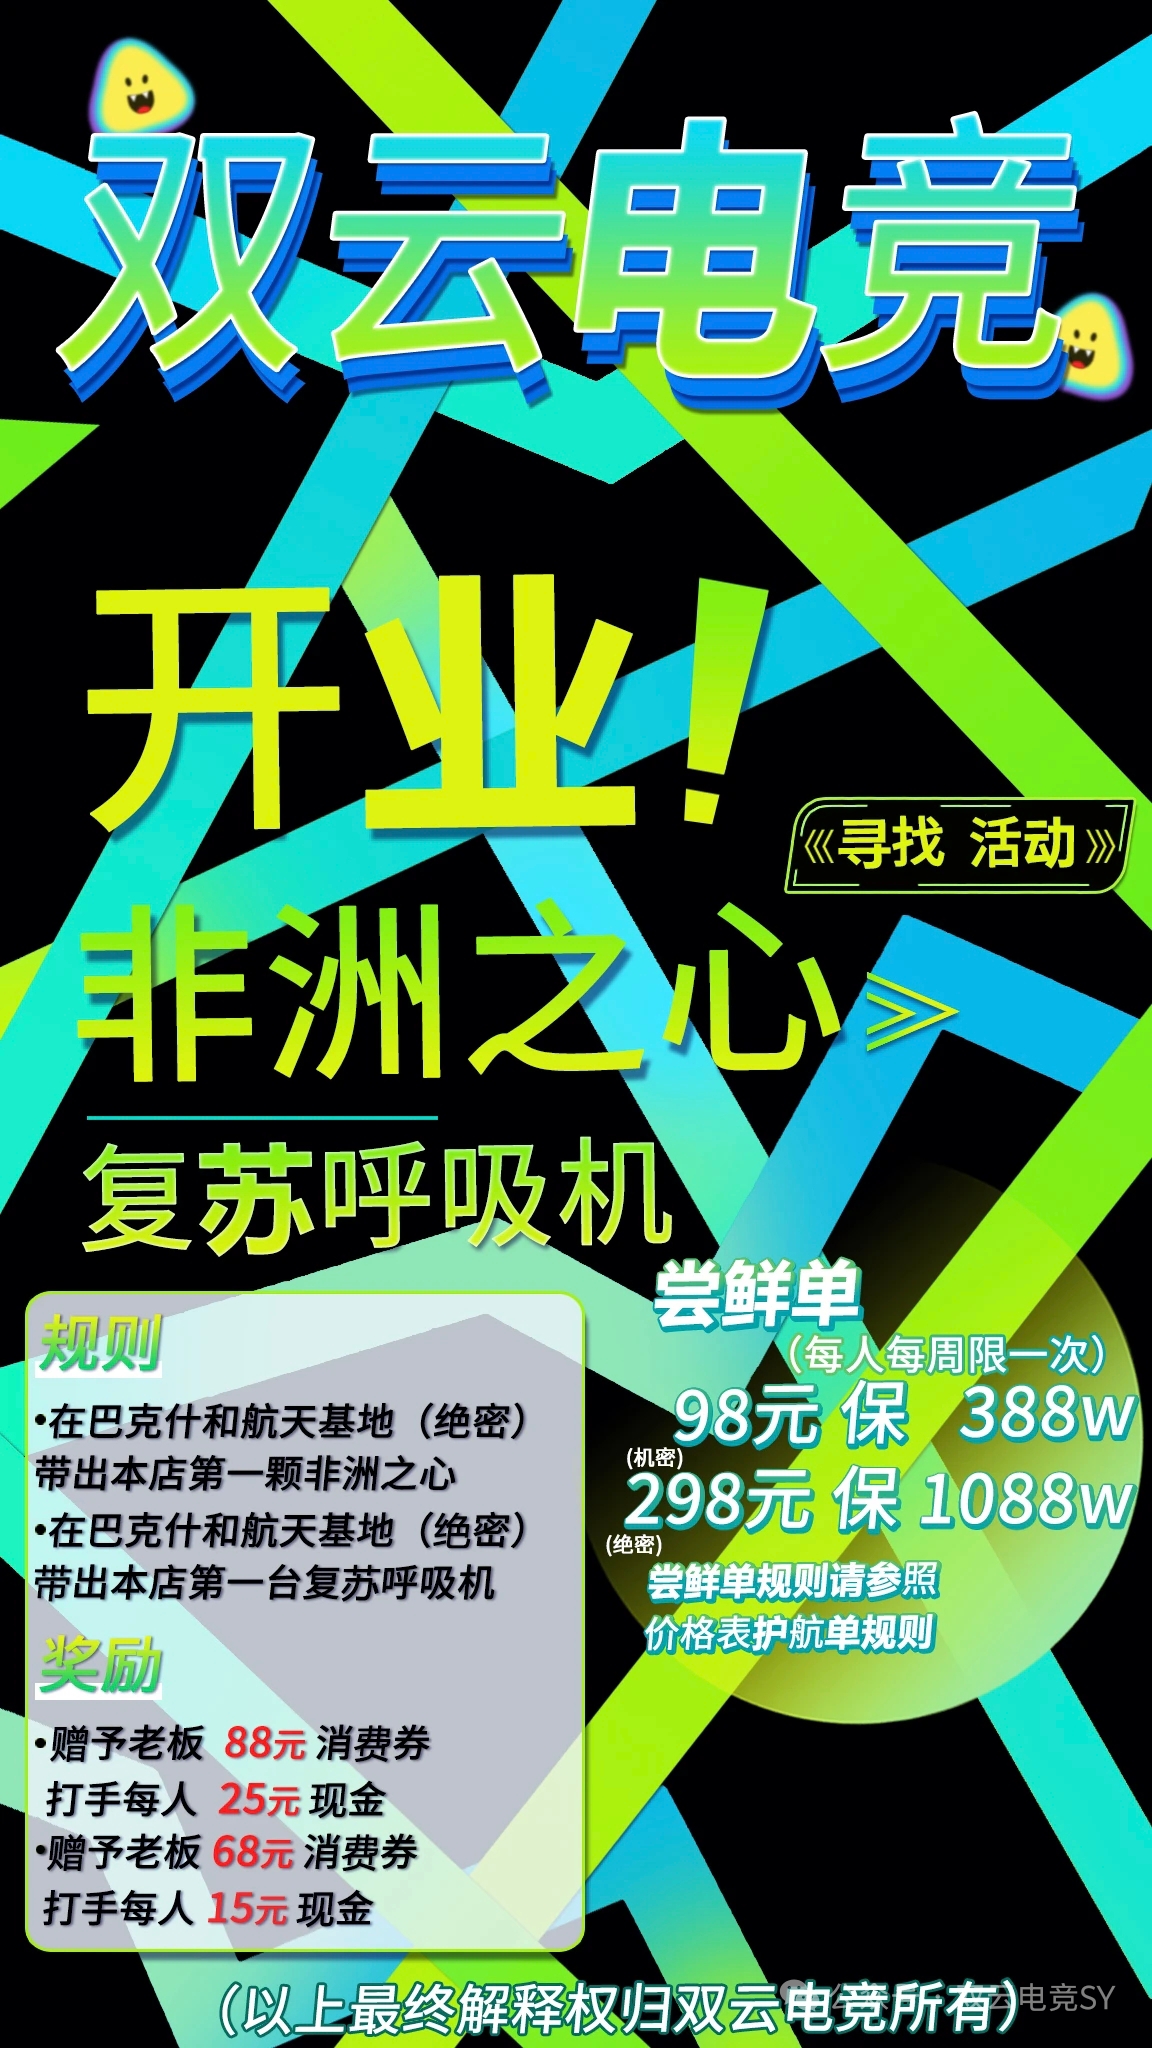 双云电竞
开业！
《《寻找 活动》》
非洲之心
复苏呼吸机
规则
•在巴克什和航天基地（绝密）
带出本店第一颗非洲之心
•在巴克什和航天基地（绝密）
带出本店第一台复苏呼吸机
奖励
•赠予老板 88元 消费券
打手每人 25元 现金
•赠予老板 68元 消费券
打手每人 15元 现金
尝鲜单
（每人每周限一次）
98元 保 388w
(机密)
298元 保 1088w
(绝密)
尝鲜单规则请参照
价格表护航单规则
（以上最终解释权归双云电竞所有）
电竞SY